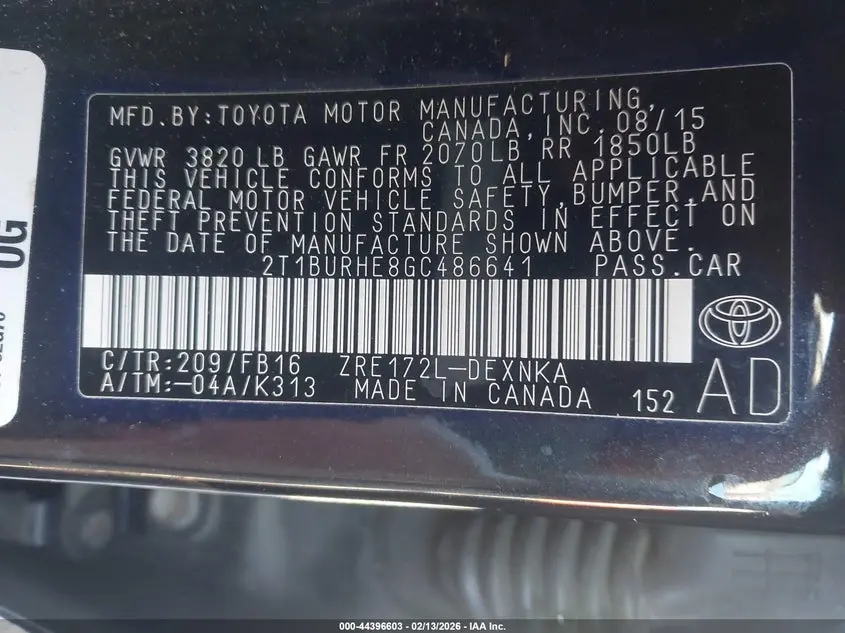 MFD.BY:TOYOTA MOTOR MANUFACTURING,
CANADA,INC. 08/15
GVWR 3820 LB GAWR FR 2070LB RR 1850LB
THIS VEHICLE CONFORMS TO ALL APPLICABLE
FEDERAL MOTOR VEHICLE SAFETY,BUMPER,AND
THEFT PREVENTION STANDARDS IN EFFECT ON
THE DATE OF MANUFACTURE SHOWN ABOVE.
2T1BURHE8GC486641 PASS.CAR
C/TR:209/FB16 ZRE172L-DEXNKA
A/TM:-04A/K313 MADE IN CANADA 152
AD
000-44396603 / 02/13/2026 - IAA Inc.